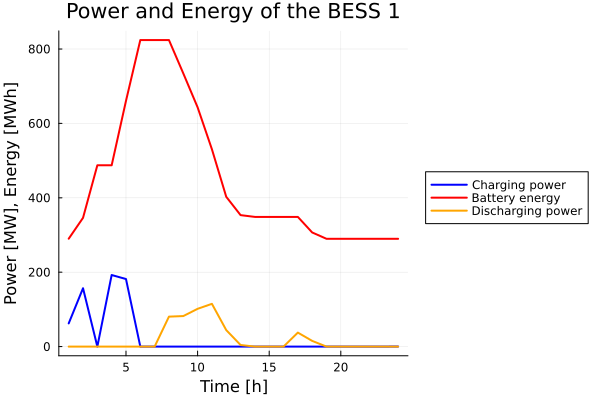 Power and Energy of the BESS 1
Power [MW], Energy [MWh]
800
600
400
200
0
5
10
15
20
Time [h]
Charging power
Battery energy
Discharging power